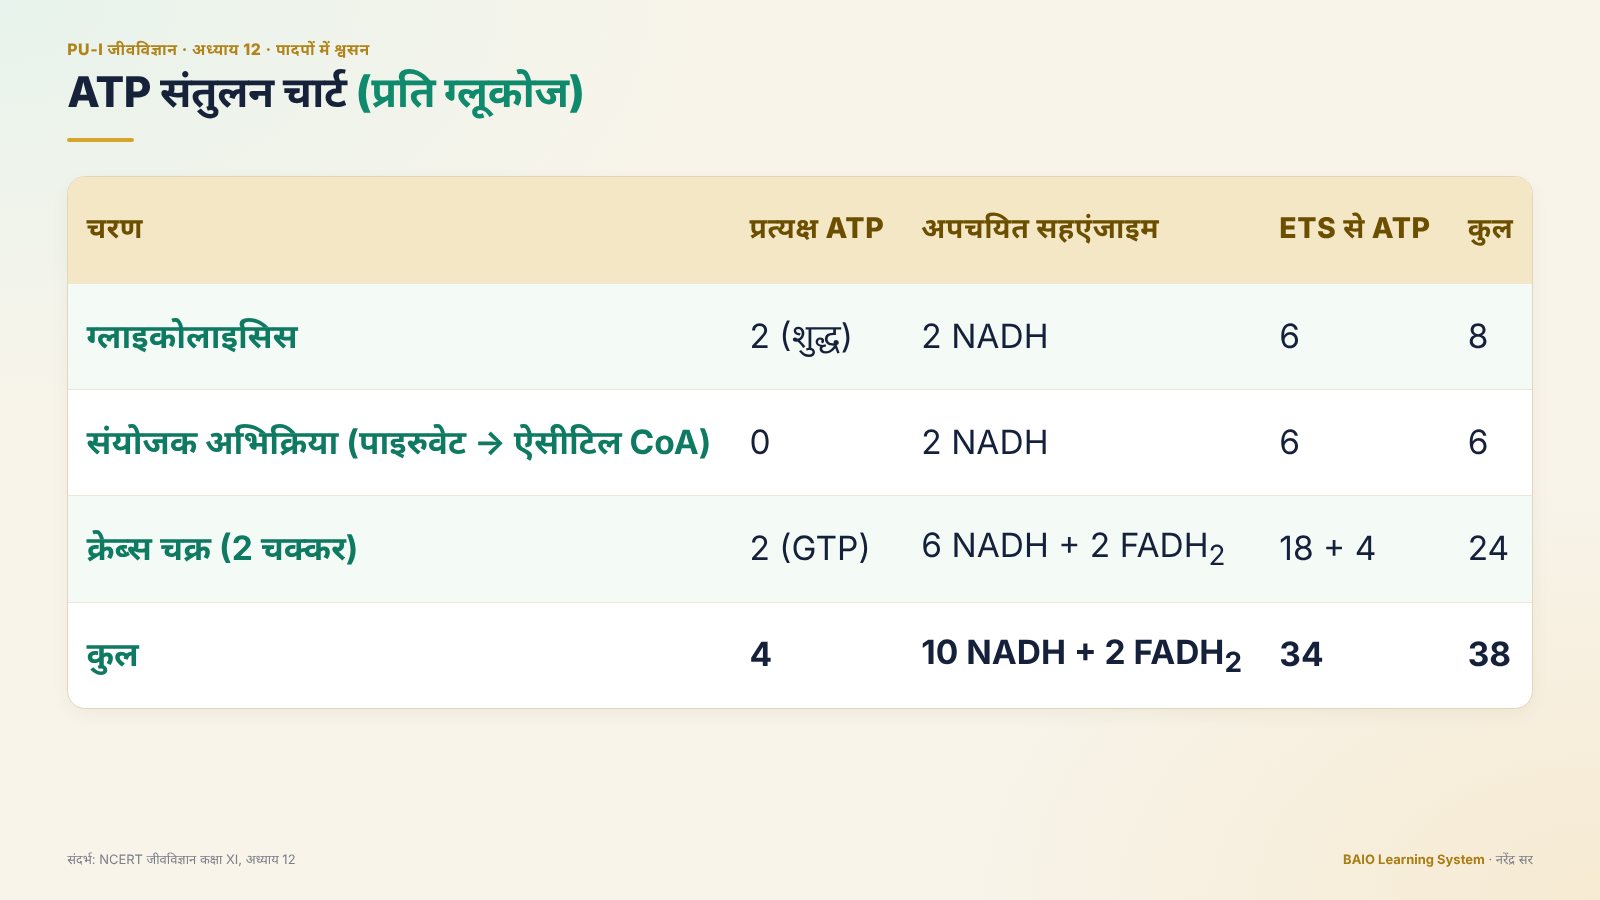 PU-I जीवविज्ञान · अध्याय 12 · पादपों में श्वसन
ATP संतुलन चार्ट (प्रति ग्लूकोज)
चरण प्रत्यक्ष ATP अपचयित सहएंजाइम ETS से ATP कुल
ग्लाइकोलाइसिस 2 (शुद्ध) 2 NADH 6 8
संयोजक अभिक्रिया (पाइरुवेट → ऐसीटिल CoA) 0 2 NADH 6 6
क्रेब्स चक्र (2 चक्कर) 2 (GTP) 6 NADH + 2 FADH₂ 18 + 4 24
कुल 4 10 NADH + 2 FADH₂ 34 38
संदर्भ: NCERT जीवविज्ञान कक्षा XI, अध्याय 12
BAIO Learning System · नरेंद्र सर